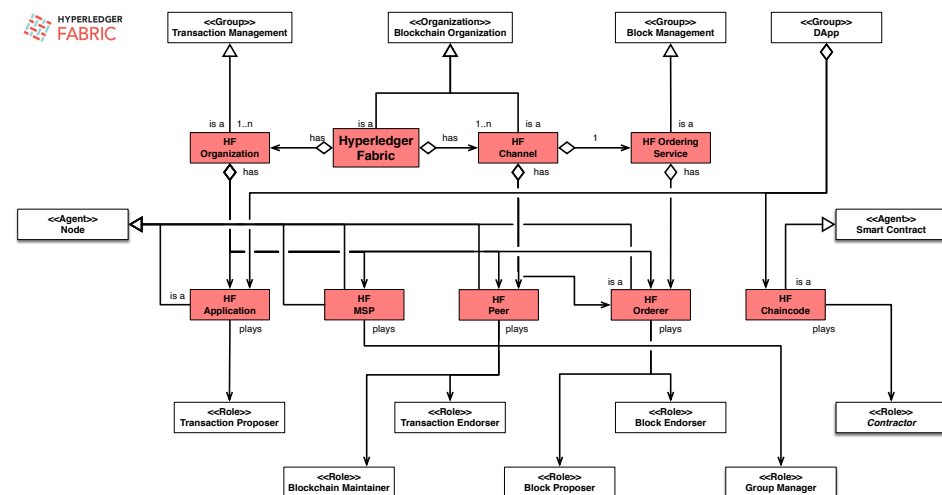 HYPERLEDGER
FABRIC
<<Group>>
Transaction Management
<<Organization>>
Blockchain Organization
<<Group>>
Block Management
<<Group>>
DApp
is a
1..n
is a
1..n
is a
is a
HF
Organization
has
Hyperledger
Fabric
has
HF
Channel
1
HF Ordering
Service
has
has
has
<<Agent>>
Node
<<Agent>>
Smart Contract
is a
is a
is a
HF
Application
HF
MSP
HF
Peer
HF
Orderer
HF
Chaincode
plays
plays
plays
plays
plays
<<Role>>
Transaction Proposer
<<Role>>
Transaction Endorser
<<Role>>
Block Endorser
<<Role>>
Contractor
<<Role>>
Blockchain Maintainer
<<Role>>
Block Proposer
<<Role>>
Group Manager